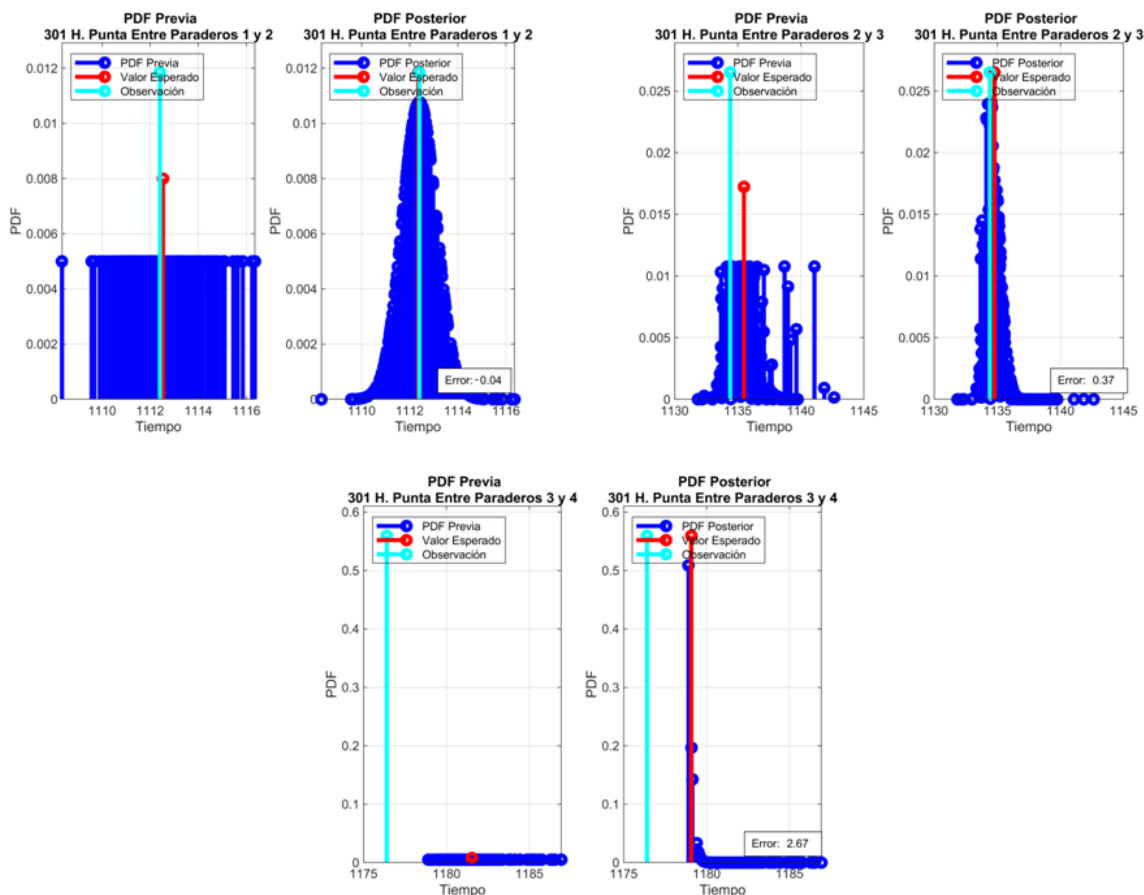 PDF Previa
301 H. Punta Entre Paraderos 1 y 2
PDF Previa
Valor Esperado
Observación
PDF
0.012
0.01
0.008
0.006
0.004
0.002
0
1110
1112
1114
1116
Tiempo
PDF Posterior
301 H. Punta Entre Paraderos 1 y 2
PDF Posterior
Valor Esperado
Observación
PDF
0.012
0.01
0.008
0.006
0.004
0.002
0
Error: -0.04
1110
1112
1114
1116
Tiempo
PDF Previa
301 H. Punta Entre Paraderos 2 y 3
PDF Previa
Valor Esperado
Observación
PDF
0.025
0.02
0.015
0.01
0.005
0
1130
1135
1140
1145
Tiempo
PDF Posterior
301 H. Punta Entre Paraderos 2 y 3
PDF Posterior
Valor Esperado
Observación
PDF
0.025
0.02
0.015
0.01
0.005
0
Error: 0.37
1130
1135
1140
1145
Tiempo
PDF Previa
301 H. Punta Entre Paraderos 3 y 4
PDF Previa
Valor Esperado
Observación
PDF
0.6
0.5
0.4
0.3
0.2
0.1
0
1175
1180
1185
Tiempo
PDF Posterior
301 H. Punta Entre Paraderos 3 y 4
PDF Posterior
Valor Esperado
Observación
PDF
0.6
0.5
0.4
0.3
0.2
0.1
0
Error: 2.67
1175
1180
1185
Tiempo